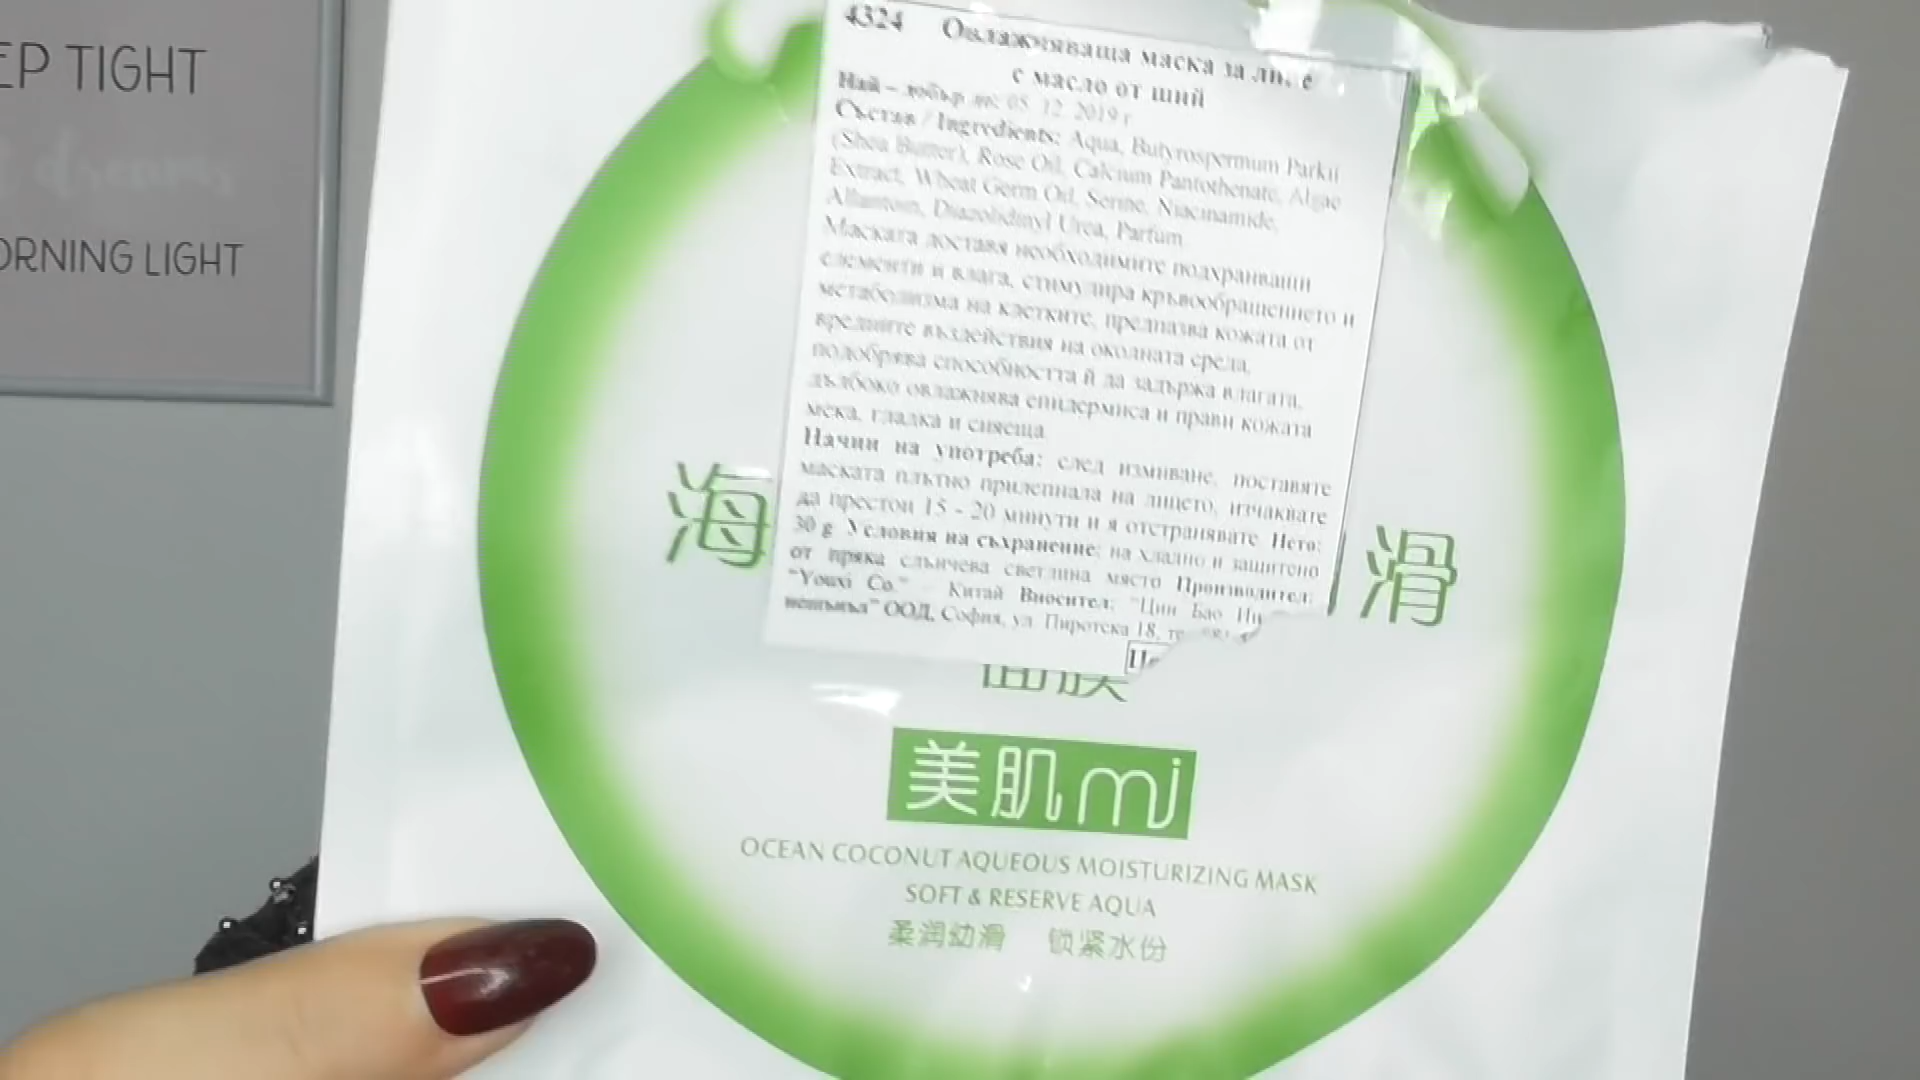 EP TIGHT
dreams
ORNING LIGHT
4324 Овлажняваща маска за лице
с масло от ший
Най – добър до: 05. 12. 2019 г.
Състав / Ingredients: Aqua, Butyrospermum Parkii
(Shea Butter), Rose Oil, Calcium Pantothenate, Algae
Extract, Wheat Germ Oil, Serine, Niacinamide,
Allantoin, Diazolidinyl Urea, Parfum
Маската доставя необходимите подхранващи
елементи и влага, стимулира кръвообращението и
метаболизма на клетките, предпазва кожата от
вредните въздействия на околната среда,
подобрява способността й да задържа влагата,
дълбоко овлажнява епидермиса и прави кожата
мека, гладка и сияеща
Начин на употреба: след измиване, поставяте
маската плътно прилепнала на лицето, изчаквате
да престои 15 - 20 минути и я отстранявате Нето:
30 g Условия на съхранение: на хладно и защитено
от пряка слънчева светлина място Производител:
"Youxi Co." – Китай Вносител: "Цин Бао
ООД, София, ул. Пиротска 18,
海 滑
面膜
美肌mj
OCEAN COCONUT AQUEOUS MOISTURIZING MASK
SOFT & RESERVE AQUA
柔润幼滑 锁紧水份